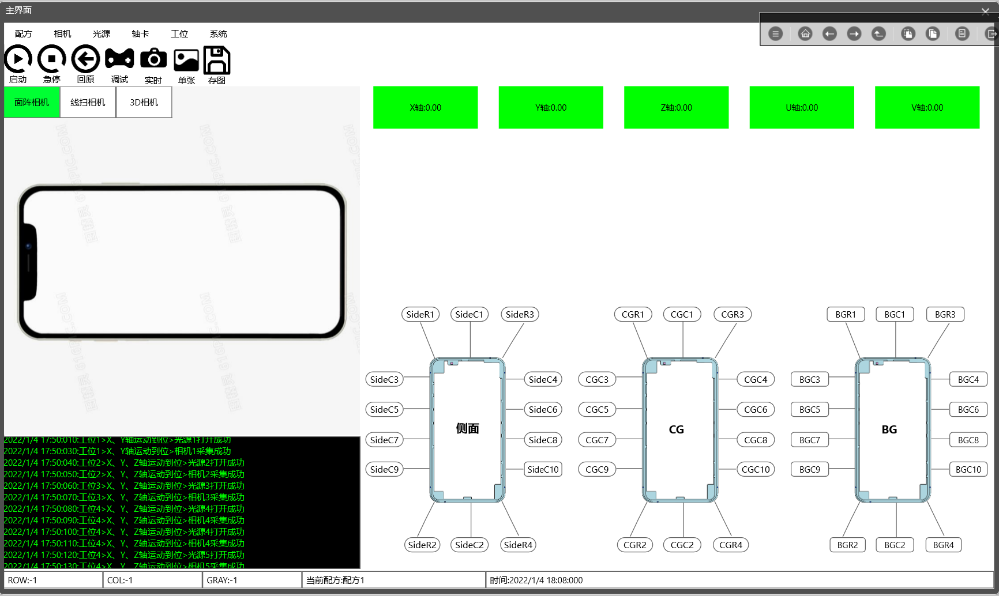 主界面
配方 相机 光源 轴卡 工位 系统
启动 急停 回原 调试 实时 单张 存图
面阵相机 线扫相机 3D相机
X轴:0.00 Y轴:0.00 Z轴:0.00 U轴:0.00 V轴:0.00
SideR1 SideC1 SideR3 CGR1 CGC1 CGR3 BGR1 BGC1 BGR3
SideC3 SideC4 CGC3 CGC4 BGC3 BGC4
SideC5 SideC6 CGC5 CGC6 BGC5 BGC6
侧面 CG BG
SideC7 SideC8 CGC7 CGC8 BGC7 BGC8
SideC9 SideC10 CGC9 CGC10 BGC9 BGC10
SideR2 SideC2 SideR4 CGR2 CGC2 CGR4 BGR2 BGC2 BGR4
2022/1/4 17:50:010:工位1>X、Y轴运动到位>光源1打开成功
2022/1/4 17:50:030:工位1>X、Y轴运动到位>相机1采集成功
2022/1/4 17:50:040:工位2>X、Y、Z轴运动到位>光源2打开成功
2022/1/4 17:50:050:工位2>X、Y、Z轴运动到位>相机2采集成功
2022/1/4 17:50:060:工位3>X、Y、Z轴运动到位>光源3打开成功
2022/1/4 17:50:070:工位3>X、Y、Z轴运动到位>相机3采集成功
2022/1/4 17:50:080:工位4>X、Y、Z轴运动到位>光源4打开成功
2022/1/4 17:50:090:工位4>X、Y、Z轴运动到位>相机4采集成功
2022/1/4 17:50:100:工位4>X、Y、Z轴运动到位>光源4打开成功
2022/1/4 17:50:110:工位4>X、Y、Z轴运动到位>相机4采集成功
2022/1/4 17:50:120:工位4>X、Y、Z轴运动到位>光源5打开成功
2022/1/4 17:50:130:工位4>X、Y、Z轴运动到位>相机5采集成功
ROW:-1 COL:-1 GRAY:-1 当前配方:配方1 时间:2022/1/4 18:08:000